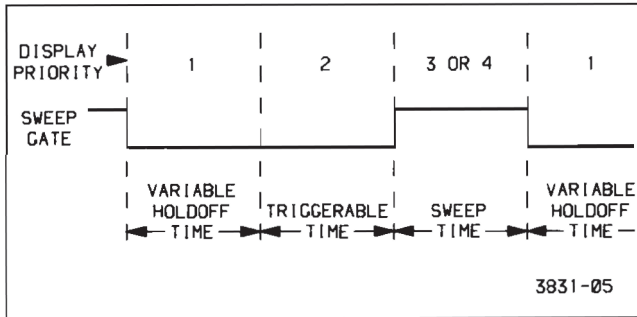 DISPLAY
PRIORITY
1
2
3 OR 4
1
SWEEP
GATE
VARIABLE
HOLDOFF
TIME
TRIGGERABLE
TIME
SWEEP
TIME
VARIABLE
HOLDOFF
TIME
3831-05